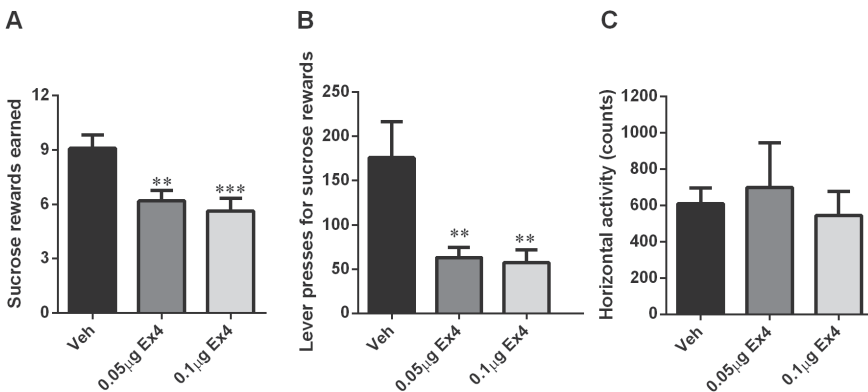 A
Sucrose rewards earned
12
9
6
3
0
**
***
Veh
0.05µg Ex4
0.1µg Ex4
B
Lever presses for sucrose rewards
250
200
150
100
50
0
**
**
Veh
0.05µg Ex4
0.1µg Ex4
C
Horizontal activity (counts)
1200
1000
800
600
400
200
0
Veh
0.05µg Ex4
0.1µg Ex4